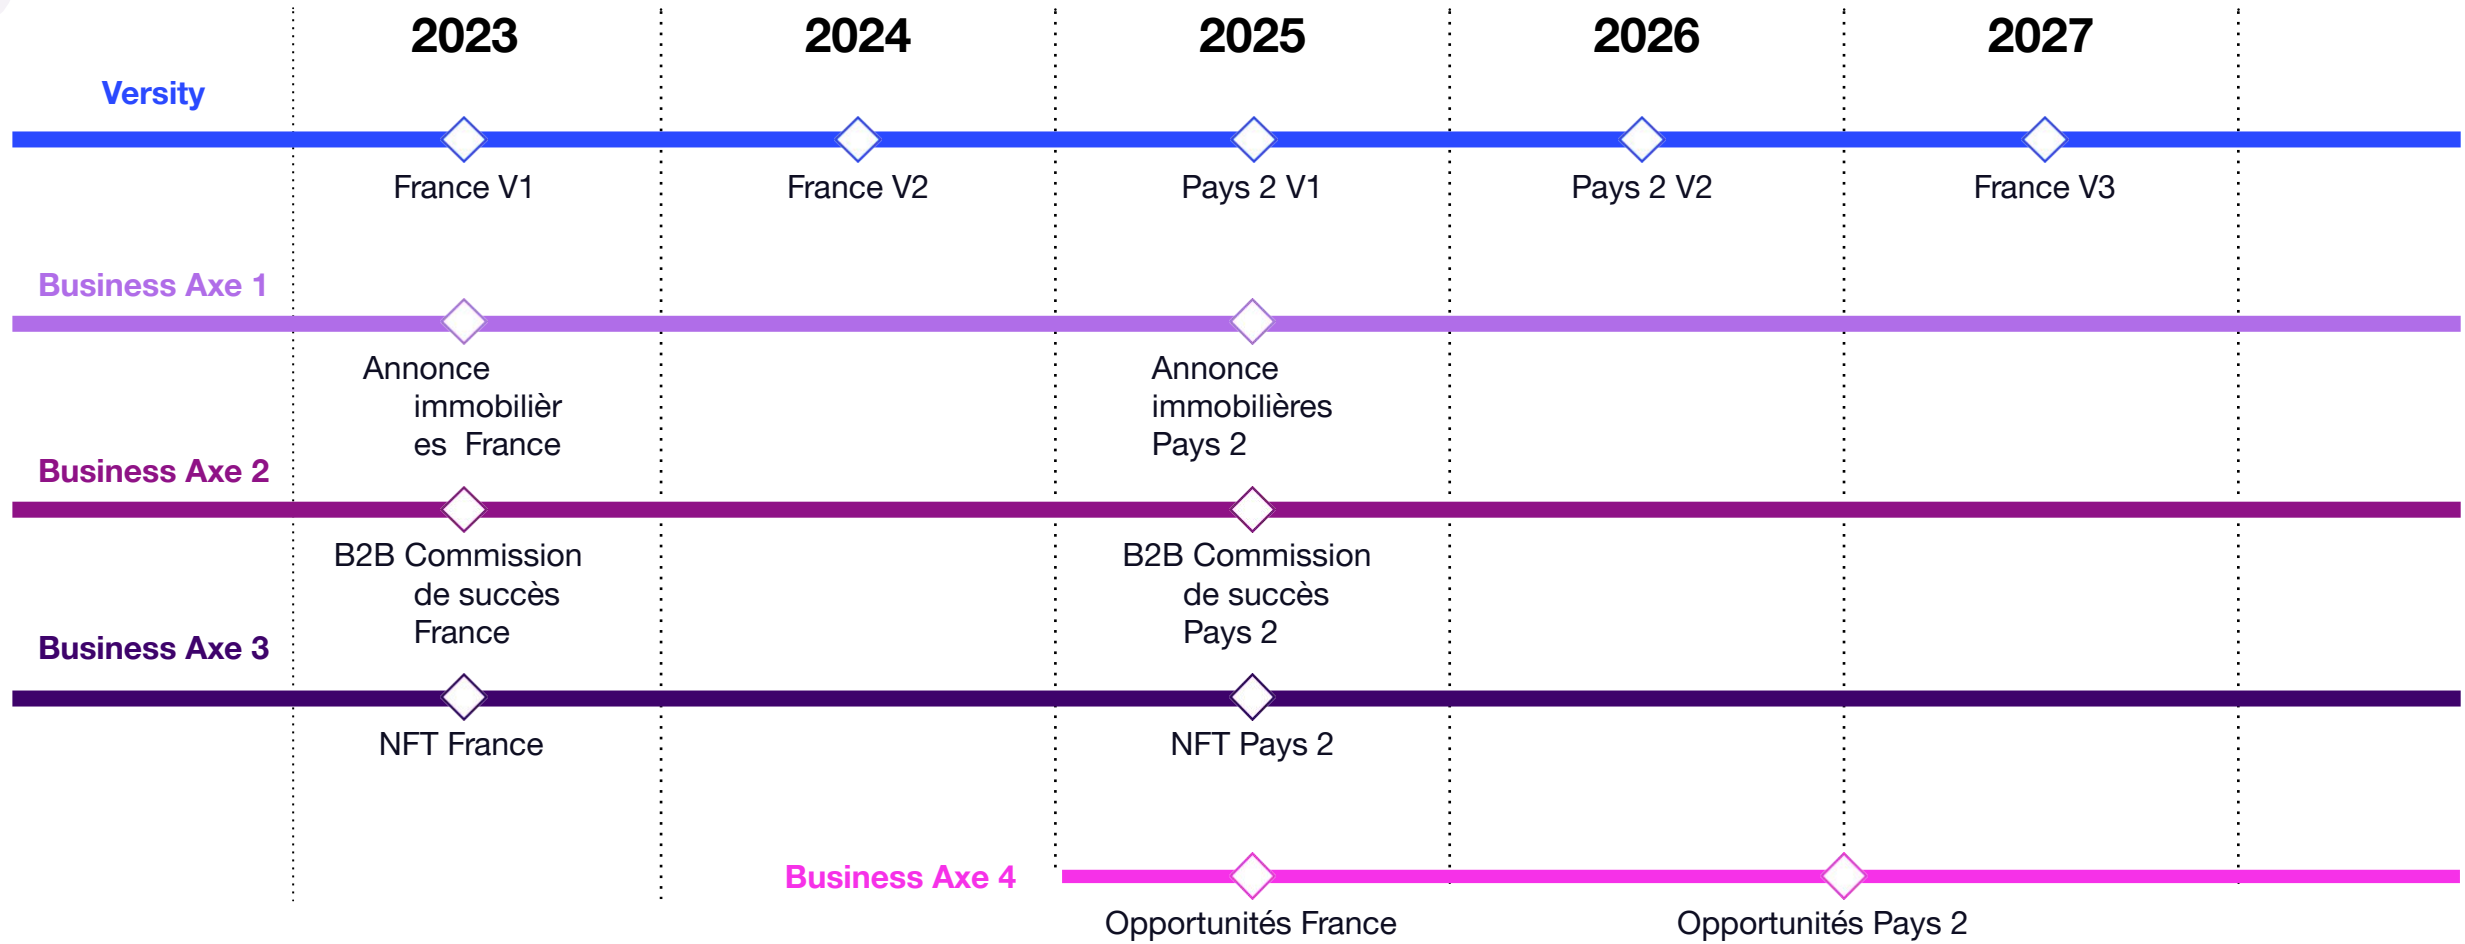 2023
2024
2025
2026
2027
Versity
France V1
France V2
Pays 2 V1
Pays 2 V2
France V3
Business Axe 1
Annonce
immobilièr
es France
Annonce
immobilières
Pays 2
Business Axe 2
B2B Commission
de succès
France
B2B Commission
de succès
Pays 2
Business Axe 3
NFT France
NFT Pays 2
Business Axe 4
Opportunités France
Opportunités Pays 2